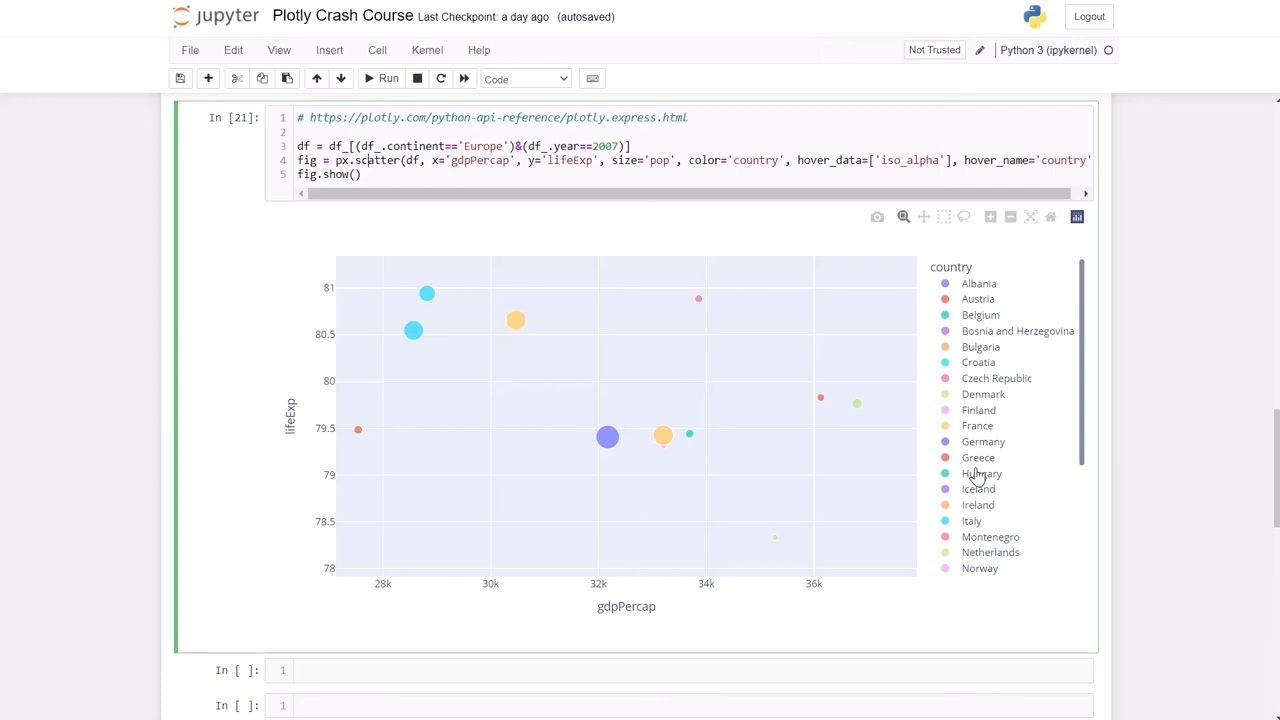 jupyter Plotly Crash Course Last Checkpoint: a day ago (autosaved) Logout
File Edit View Insert Cell Kernel Help Not Trusted Python 3 (ipykernel)
Run Code
In [21]: 1 # https://plotly.com/python-api-reference/plotly.express.html
2
3 df = df_[(df_.continent=='Europe')&(df_.year==2007)]
4 fig = px.scatter(df, x='gdpPercap', y='lifeExp', size='pop', color='country', hover_data=['iso_alpha'], hover_name='country'
5 fig.show()
81
80.5
80
79.5
79
78.5
78
lifeExp
28k 30k 32k 34k 36k
gdpPercap
country
Albania
Austria
Belgium
Bosnia and Herzegovina
Bulgaria
Croatia
Czech Republic
Denmark
Finland
France
Germany
Greece
Hungary
Iceland
Ireland
Italy
Montenegro
Netherlands
Norway
In [ ]: 1
In [ ]: 1